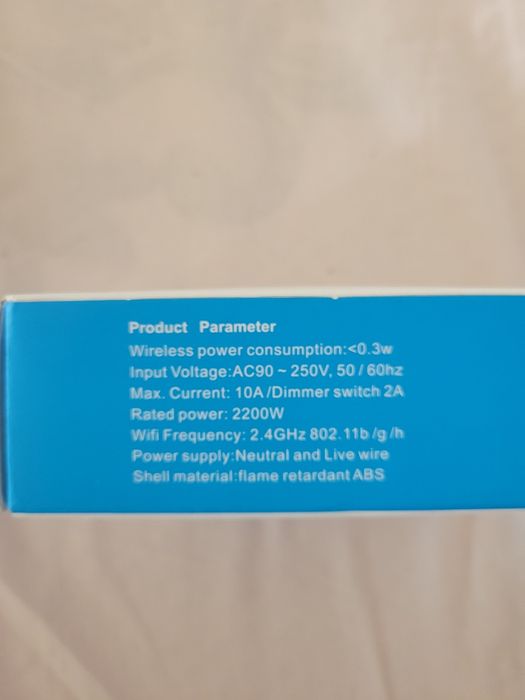 Product Parameter
Wireless power consumption:<0.3w
Input Voltage:AC90 ~ 250V, 50 / 60hz
Max. Current: 10A /Dimmer switch 2A
Rated power: 2200W
Wifi Frequency: 2.4GHz 802.11b /g /h
Power supply:Neutral and Live wire
Shell material:flame retardant ABS